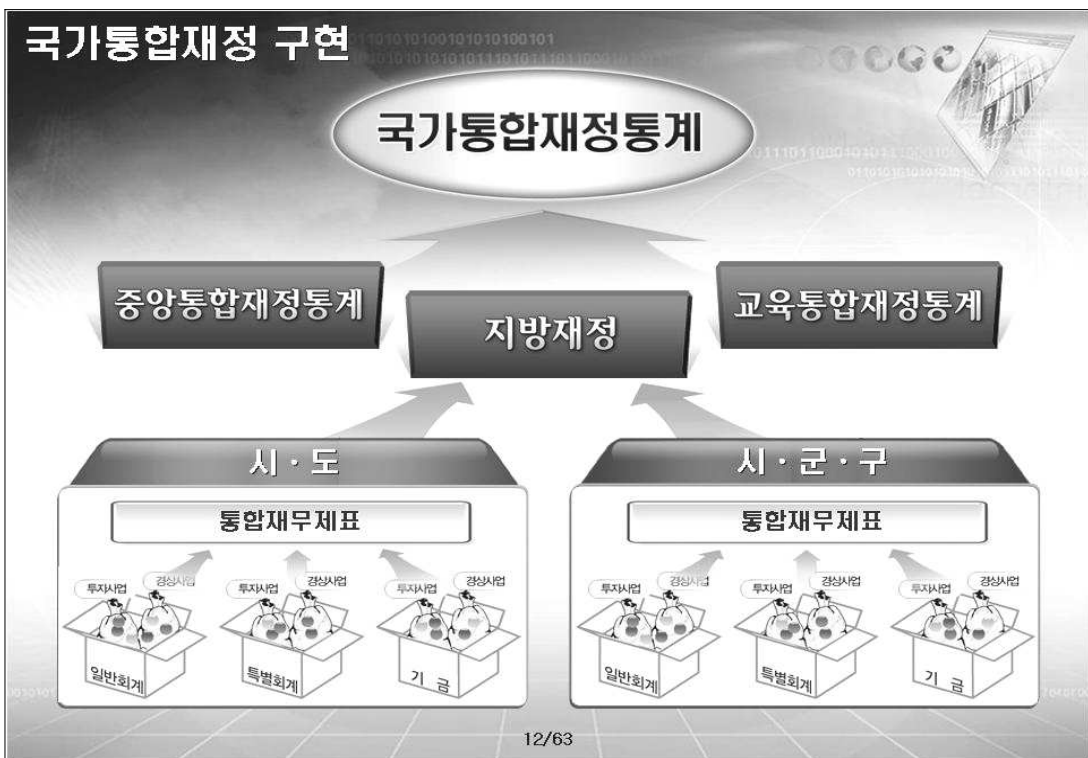 국가통합재정 구현
국가통합재정통계
중앙통합재정통계
지방재정
교육통합재정통계
시·도
통합재무제표
투자사업 경상사업 투자사업 경상사업 투자사업 경상사업
일반회계 특별회계 기 금
시·군·구
통합재무제표
투자사업 경상사업 투자사업 경상사업 투자사업 경상사업
일반회계 특별회계 기 금
12/63